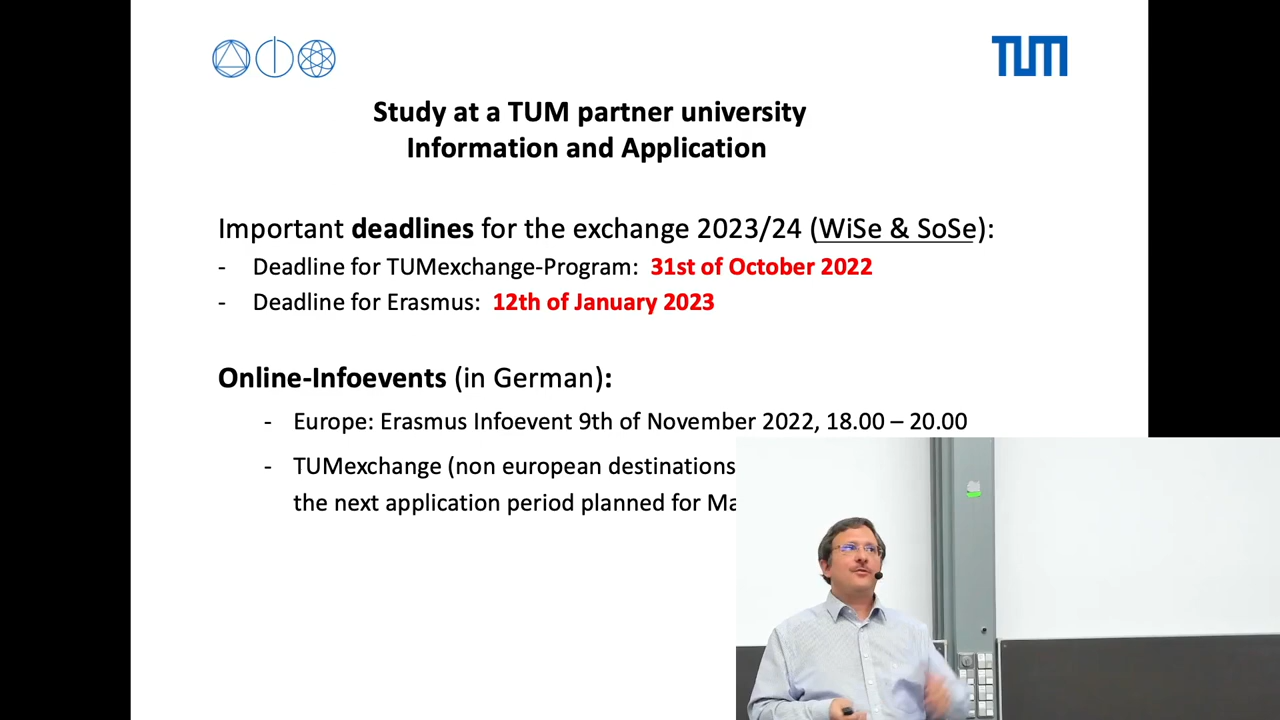 TUM
Study at a TUM partner university
Information and Application
Important deadlines for the exchange 2023/24 (WiSe & SoSe):
- Deadline for TUMexchange-Program: 31st of October 2022
- Deadline for Erasmus: 12th of January 2023
Online-Infoevents (in German):
- Europe: Erasmus Infoevent 9th of November 2022, 18.00 – 20.00
- TUMexchange (non european destinations
the next application period planned for Ma